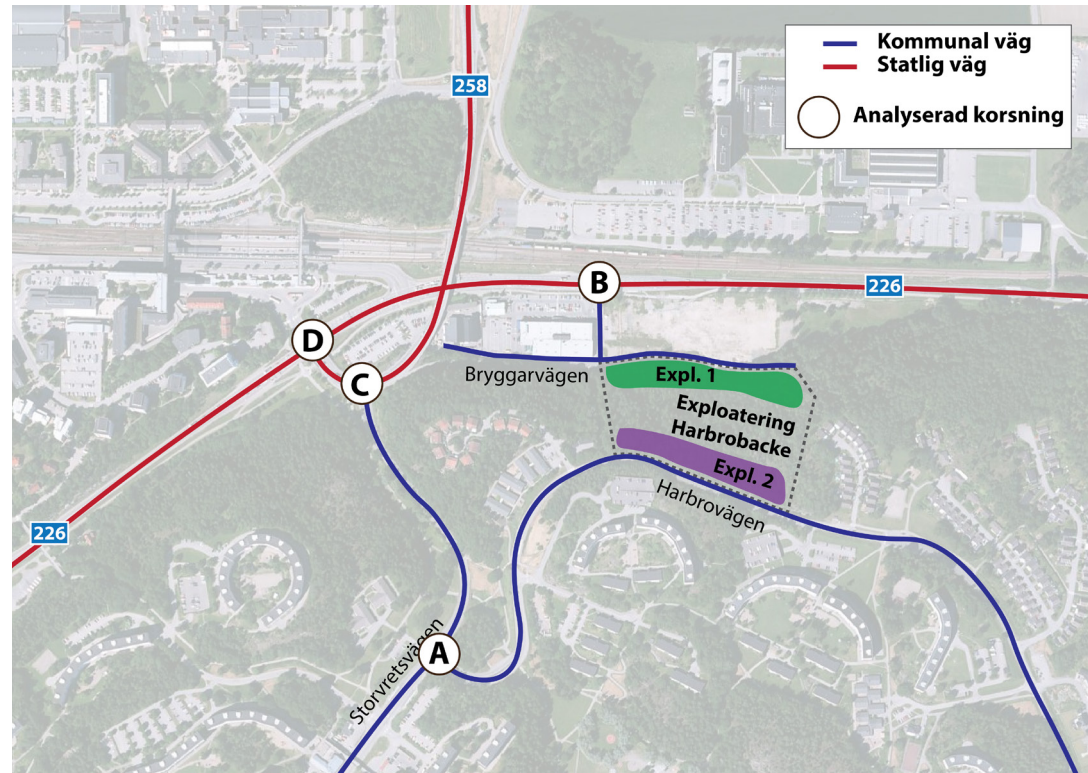 Kommunal väg
Statlig väg
Analyserad korsning
258
B
226
D
C
Bryggarvägen
Expl. 1
Exploatering
Harbrobacke
Expl. 2
Harbrovägen
226
Storvretsvägen
A